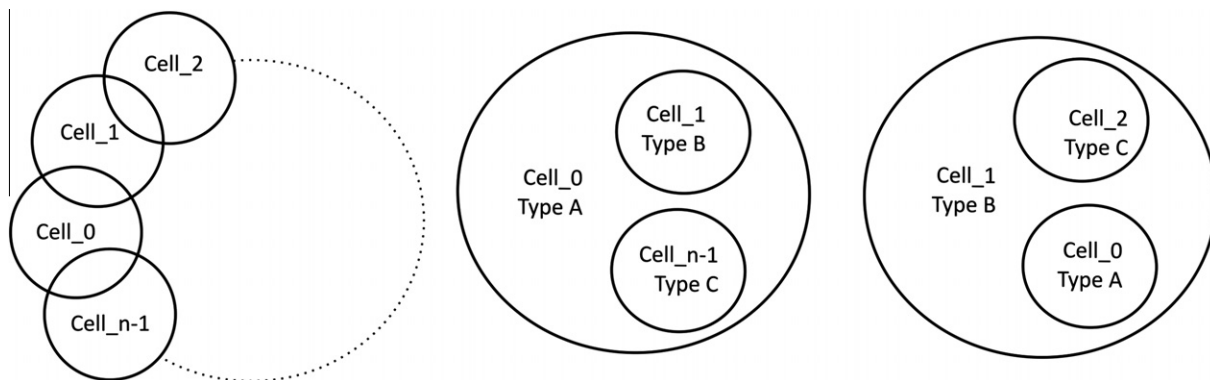 Cell_2
Cell_1
Cell_0
Cell_n-1
Cell_1
Type B
Cell_0
Type A
Cell_n-1
Type C
Cell_2
Type C
Cell_1
Type B
Cell_0
Type A